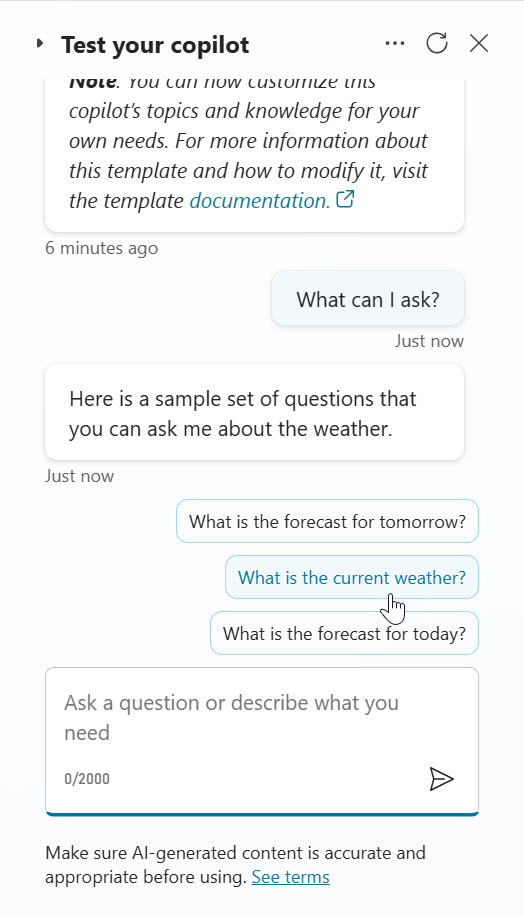 Test your copilot
Note. You can now customize this
copilot's topics and knowledge for your
own needs. For more information about
this template and how to modify it, visit
the template documentation.
6 minutes ago
What can I ask?
Just now
Here is a sample set of questions that
you can ask me about the weather.
Just now
What is the forecast for tomorrow?
What is the current weather?
What is the forecast for today?
Ask a question or describe what you
need
0/2000
Make sure AI-generated content is accurate and
appropriate before using. See terms